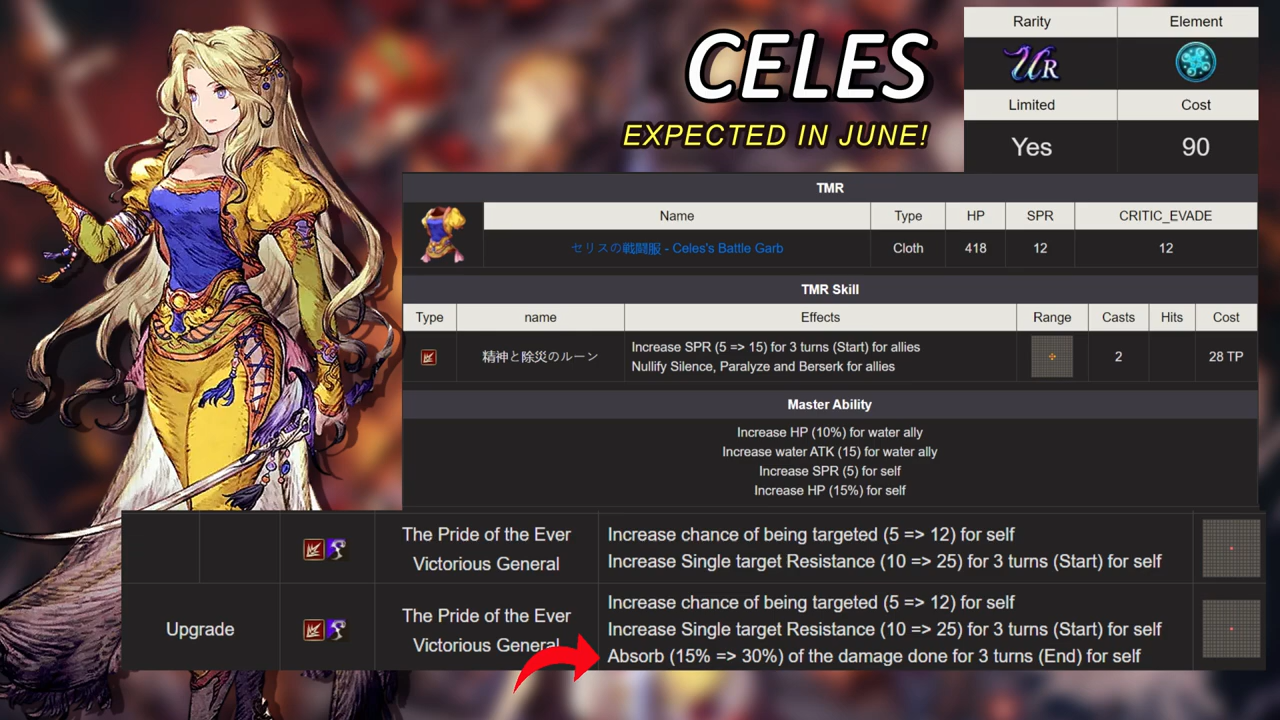 CELES
EXPECTED IN JUNE!
Rarity Element
UR
Limited Cost
Yes 90
TMR
Name Type HP SPR CRITIC_EVADE
セリスの戦闘服 - Celes's Battle Garb Cloth 418 12 12
TMR Skill
Type name Effects Range Casts Hits Cost
精神と除災のルーン Increase SPR (5 => 15) for 3 turns (Start) for allies 2 28 TP
Nullify Silence, Paralyze and Berserk for allies
Master Ability
Increase HP (10%) for water ally
Increase water ATK (15) for water ally
Increase SPR (5) for self
Increase HP (15%) for self
The Pride of the Ever Increase chance of being targeted (5 => 12) for self
Victorious General Increase Single target Resistance (10 => 25) for 3 turns (Start) for self
Increase chance of being targeted (5 => 12) for self
Upgrade The Pride of the Ever Increase Single target Resistance (10 => 25) for 3 turns (Start) for self
Victorious General Absorb (15% => 30%) of the damage done for 3 turns (End) for self